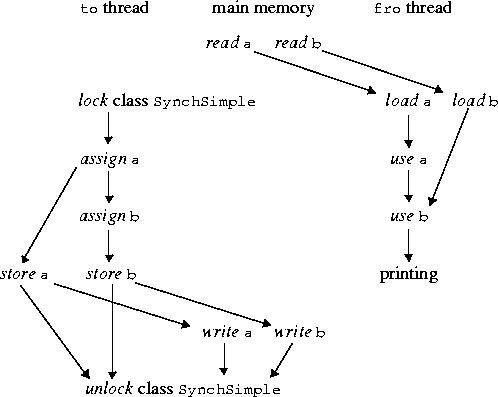 to thread main memory fro thread
read a read b
lock class SynchSimple load a load b
assign a use a
assign b use b
store a store b printing
write a write b
unlock class SynchSimple